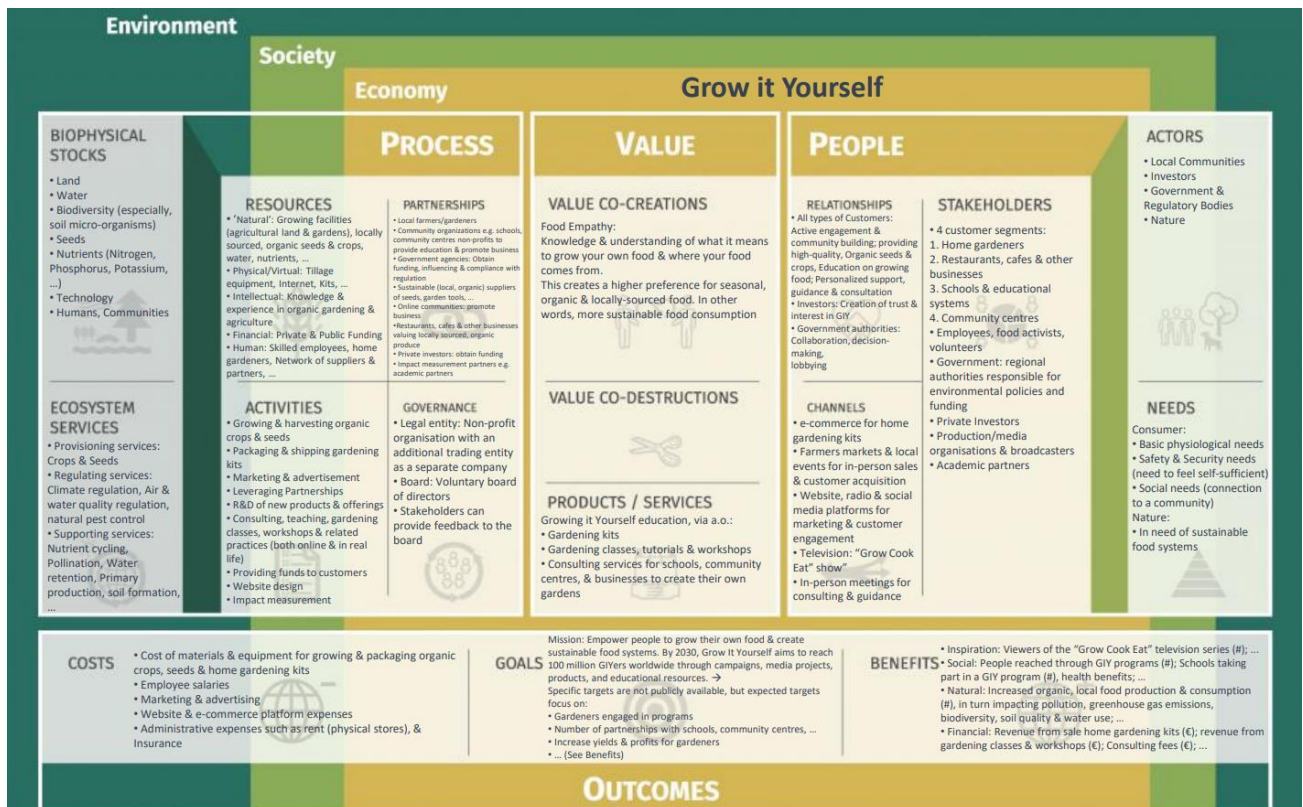 Environment
Society
Economy
Grow it Yourself
BIOPHYSICAL
STOCKS
• Land
• Water
• Biodiversity (especially,
soil micro-organisms)
• Seeds
• Nutrients (Nitrogen,
Phosphorus, Potassium,
...)
• Technology
• Humans, Communities
ECOSYSTEM
SERVICES
• Provisioning services:
Crops & Seeds
• Regulating services:
Climate regulation, Air &
water quality regulation,
natural pest control
• Supporting services:
Nutrient cycling,
Pollination, Water
retention, Primary
production, soil formation,
...
PROCESS
RESOURCES
• ‘Natural’: Growing facilities
(agricultural land & gardens), locally
sourced, organic seeds & crops,
water, nutrients, ...
• Physical/Virtual: Tillage
equipment, Internet, Kits, ...
• Intellectual: Knowledge &
experience in organic gardening &
agriculture
• Financial: Private & Public Funding
• Human: Skilled employees, home
gardeners, Network of suppliers &
partners, ...
PARTNERSHIPS
• Local farmers/gardeners
• Community organizations e.g. schools,
community centres non-profits to
provide education & promote business
• Government agencies: Obtain
funding, influencing & compliance with
regulation
• Sustainable (local, organic) suppliers
of seeds, garden tools, ...
• Online communities: promote
business
•Restaurants, cafes & other businesses
valuing locally sourced, organic
produce
• Private investors: obtain funding
• Impact measurement partners e.g.
academic partners
ACTIVITIES
• Growing & harvesting organic
crops & seeds
• Packaging & shipping gardening
kits
• Marketing & advertisement
• Leveraging Partnerships
• R&D of new products & offerings
• Consulting, teaching, gardening
classes, workshops & related
practices (both online & in real
life)
• Providing funds to customers
• Website design
• Impact measurement
GOVERNANCE
• Legal entity: Non-profit
organisation with an
additional trading entity
as a separate company
• Board: Voluntary board
of directors
• Stakeholders can
provide feedback to the
board
VALUE
VALUE CO-CREATIONS
Food Empathy:
Knowledge & understanding of what it means
to grow your own food & where your food
comes from.
This creates a higher preference for seasonal,
organic & locally-sourced food. In other
words, more sustainable food consumption
VALUE CO-DESTRUCTIONS
PRODUCTS / SERVICES
Growing it Yourself education, via a.o.:
• Gardening kits
• Gardening classes, tutorials & workshops
• Consulting services for schools, community
centres, & businesses to create their own
gardens
PEOPLE
RELATIONSHIPS
• All types of Customers:
Active engagement &
community building; providing
high-quality, Organic seeds &
crops, Education on growing
food; Personalized support,
guidance & consultation
• Investors: Creation of trust &
interest in GIY
• Government authorities:
Collaboration, decision-
making,
lobbying
CHANNELS
• e-commerce for home
gardening kits
• Farmers markets & local
events for in-person sales
& customer acquisition
• Website, radio & social
media platforms for
marketing & customer
engagement
• Television: “Grow Cook
Eat” show”
• In-person meetings for
consulting & guidance
STAKEHOLDERS
• 4 customer segments:
1. Home gardeners
2. Restaurants, cafes & other
businesses
3. Schools & educational
systems
4. Community centres
• Employees, food activists,
volunteers
• Government: regional
authorities responsible for
environmental policies and
funding
• Private Investors
• Production/media
organisations & broadcasters
• Academic partners
ACTORS
• Local Communities
• Investors
• Government &
Regulatory Bodies
• Nature
NEEDS
Consumer:
• Basic physiological needs
• Safety & Security needs
(need to feel self-sufficient)
• Social needs (connection
to a community)
Nature:
• In need of sustainable
food systems
COSTS
• Cost of materials & equipment for growing & packaging organic
crops, seeds & home gardening kits
• Employee salaries
• Marketing & advertising
• Website & e-commerce platform expenses
• Administrative expenses such as rent (physical stores), &
Insurance
GOALS
Mission: Empower people to grow their own food & create
sustainable food systems. By 2030, Grow It Yourself aims to reach
100 million GIYers worldwide through campaigns, media projects,
products, and educational resources. →
Specific targets are not publicly available, but expected targets
focus on:
• Gardeners engaged in programs
• Number of partnerships with schools, community centres, ...
• Increase yields & profits for gardeners
• ... (See Benefits)
BENEFITS
• Inspiration: Viewers of the “Grow Cook Eat” television series (#); ...
• Social: People reached through GIY programs (#); Schools taking
part in a GIY program (#), health benefits; ...
• Natural: Increased organic, local food production & consumption
(#), in turn impacting pollution, greenhouse gas emissions,
biodiversity, soil quality & water use; ...
• Financial: Revenue from sale home gardening kits (€); revenue from
gardening classes & workshops (€); Consulting fees (€); ...
OUTCOMES